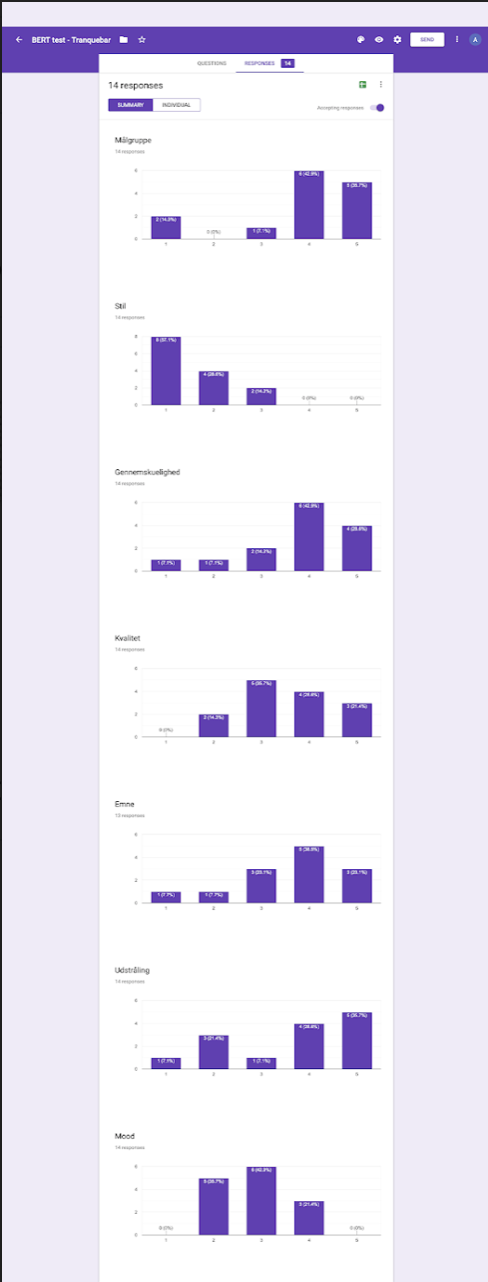 BERT test - Tranquebar
SEND
A
QUESTIONS RESPONSES 14
14 responses
SUMMARY INDIVIDUAL
Accepting responses
Målgruppe
14 responses
6
4
2
0
2 (14.3%) 0 (0%) 1 (7.1%) 6 (42.9%) 5 (35.7%)
1 2 3 4 5
Stil
14 responses
8
6
4
2
0
8 (57.1%) 4 (28.6%) 2 (14.3%) 0 (0%) 0 (0%)
1 2 3 4 5
Gennemskuelighed
14 responses
6
4
2
0
1 (7.1%) 1 (7.1%) 2 (14.3%) 6 (42.9%) 4 (28.6%)
1 2 3 4 5
Kvalitet
14 responses
6
4
2
0
0 (0%) 2 (14.3%) 5 (35.7%) 4 (28.6%) 3 (21.4%)
1 2 3 4 5
Emne
13 responses
6
4
2
0
1 (7.7%) 1 (7.7%) 3 (23.1%) 5 (38.5%) 3 (23.1%)
1 2 3 4 5
Udstråling
14 responses
6
4
2
0
1 (7.1%) 3 (21.4%) 1 (7.1%) 4 (28.6%) 5 (35.7%)
1 2 3 4 5
Mood
14 responses
6
4
2
0
0 (0%) 5 (35.7%) 6 (42.9%) 3 (21.4%) 0 (0%)
1 2 3 4 5